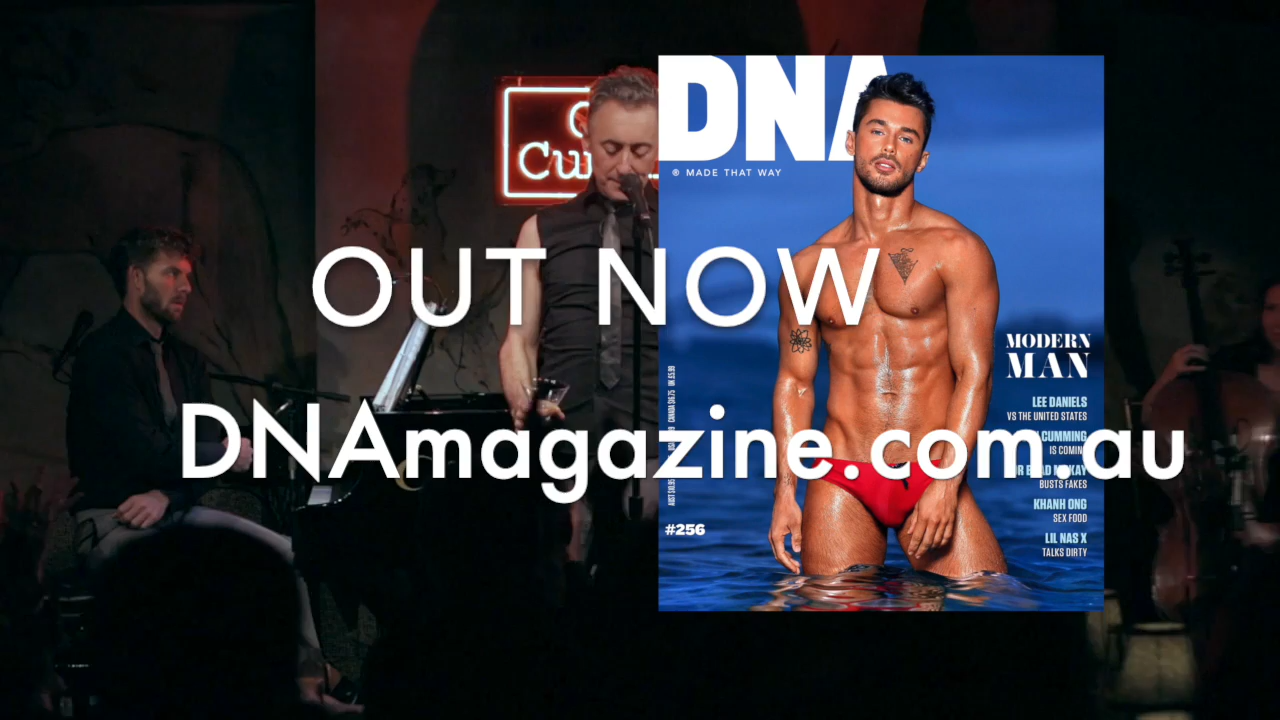 DNA
® MADE THAT WAY
OUT NOW
MODERN
MAN
LEE DANIELS
VS THE UNITED STATES
CUMMING
IS COMIN
DNAmagazine.com.au
BUSTS FAKES
KHANH ONG
SEX FOOD
#256
LIL NAS X
TALKS DIRTY